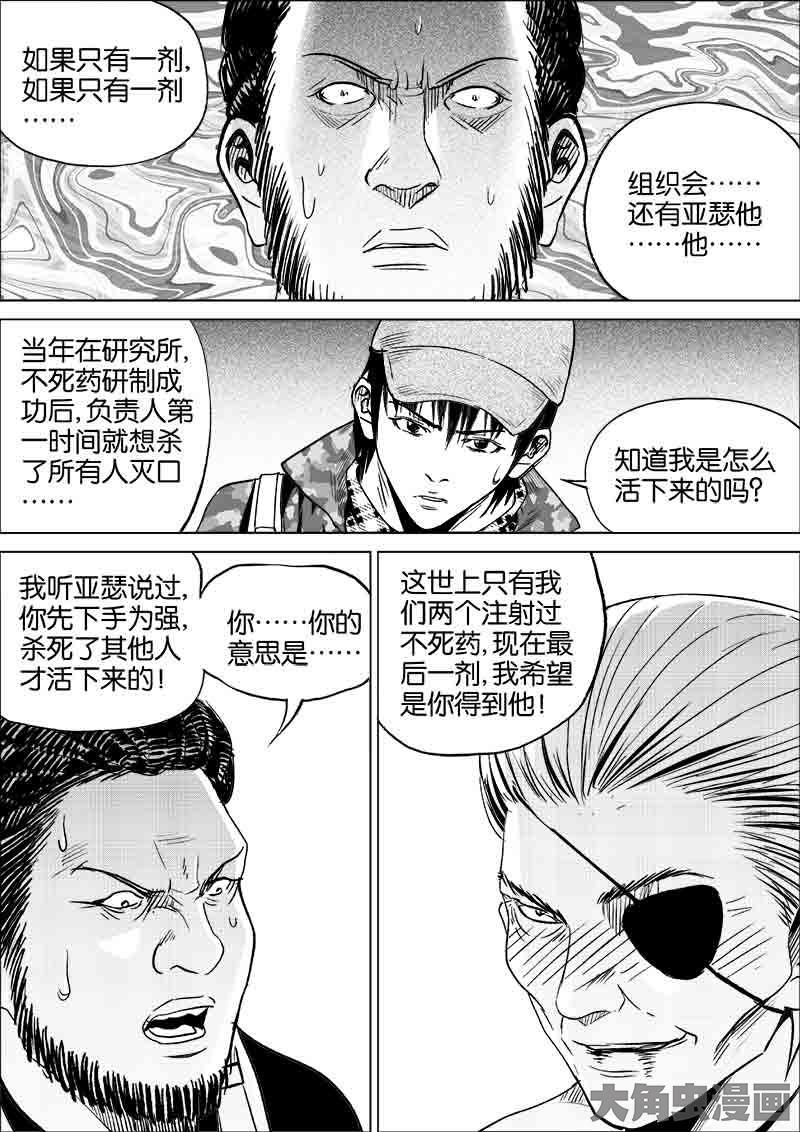 如果只有一剂，
如果只有一剂
……
组织会……
还有亚瑟他
……他……
当年在研究所，
不死药研制成
功后，负责人第
一时间就想杀
了所有人灭口
……
知道我是怎么
活下来的吗？
我听亚瑟说过，
你先下手为强，
杀死了其他人
才活下来的！
你……你的
意思是……
这世上只有我
们两个注射过
不死药，现在最
后一剂，我希望
是你得到他！
大角虫漫画